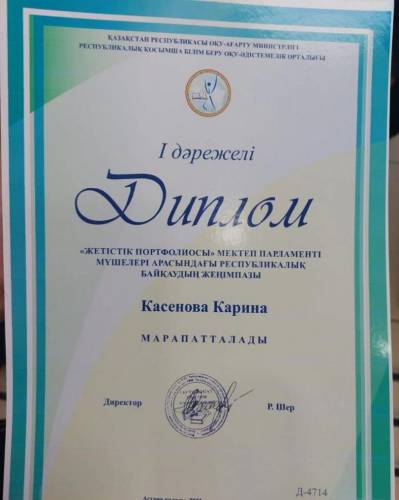 ҚАЗАҚСТАН РЕСПУБЛИКАСЫ ОҚУ-АҒАРТУ МИНИСТРЛІГІ
РЕСПУБЛИКАЛЫҚ ҚОСЫМША БІЛІМ БЕРУ ОҚУ-ӘДІСТЕМЕЛІК ОРТАЛЫҒЫ
I дәрежелі
Диплом
«ЖЕТІСТІК ПОРТФОЛИОСЫ» МЕКТЕП ПАРЛАМЕНТІ
МҮШЕЛЕРІ АРАСЫНДАҒЫ РЕСПУБЛИКАЛЫҚ
БАЙҚАУДЫҢ ЖЕҢІМПАЗЫ
Касенова Карина
МАРАПАТТАЛАДЫ
Директор
Р. Шер
Д-4714